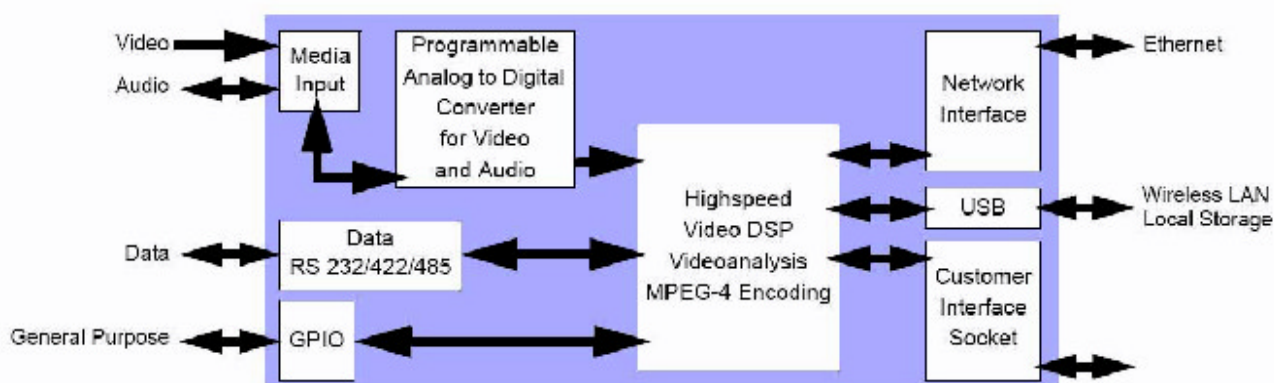 Video
Audio
Media
Input
Programmable
Analog to Digital
Converter
for Video
and Audio
Network
Interface
Ethernet
Highspeed
Video DSP
Videoanalysis
MPEG-4 Encoding
USB
Wireless LAN
Local Storage
Data
Data
RS 232/422/485
Customer
Interface
Socket
General Purpose
GPIO